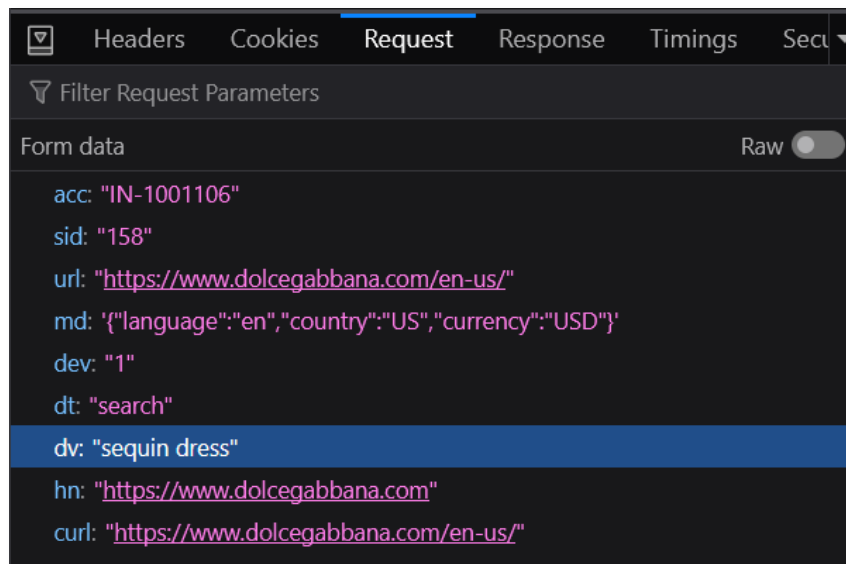 Headers Cookies Request Response Timings
Filter Request Parameters
Form data Raw
acc: "IN-1001106"
sid: "158"
url: "https://www.dolcegabbana.com/en-us/"
md: '{"language":"en","country":"US","currency":"USD"}'
dev: "1"
dt: "search"
dv: "sequin dress"
hn: "https://www.dolcegabbana.com"
curl: "https://www.dolcegabbana.com/en-us/"